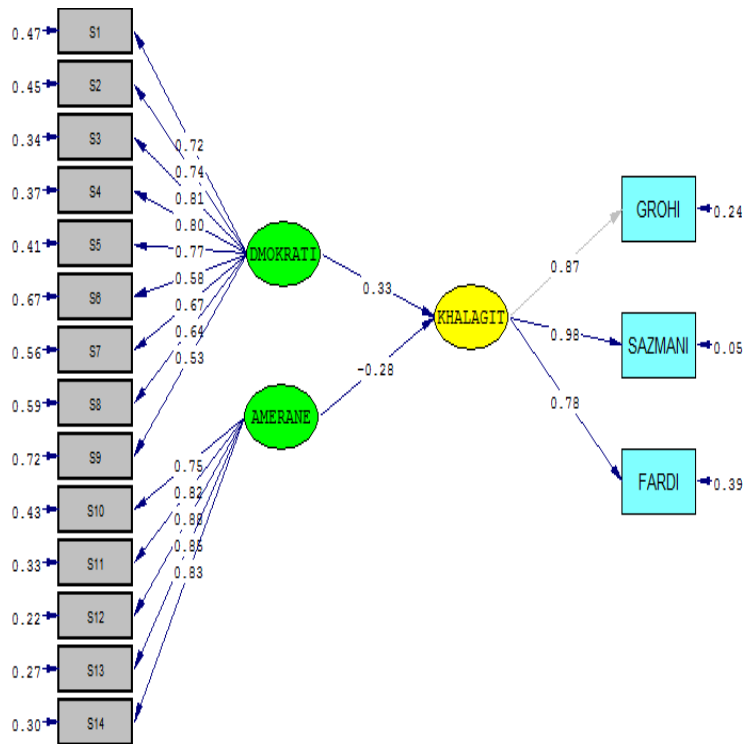 0.47 S1
0.45 S2
0.34 S3
0.37 S4
0.41 S5
0.67 S6
0.56 S7
0.59 S8
0.72 S9
0.43 S10
0.33 S11
0.22 S12
0.27 S13
0.30 S14
0.72
0.74
0.81
0.80
0.77
0.58
0.67
0.64
0.53
0.75
0.82
0.88
0.85
0.83
DMOKRATI
AMERANE
0.33
-0.28
KHALAGIT
0.87
0.98
0.78
GROHI 0.24
SAZMANI 0.05
FARDI 0.39